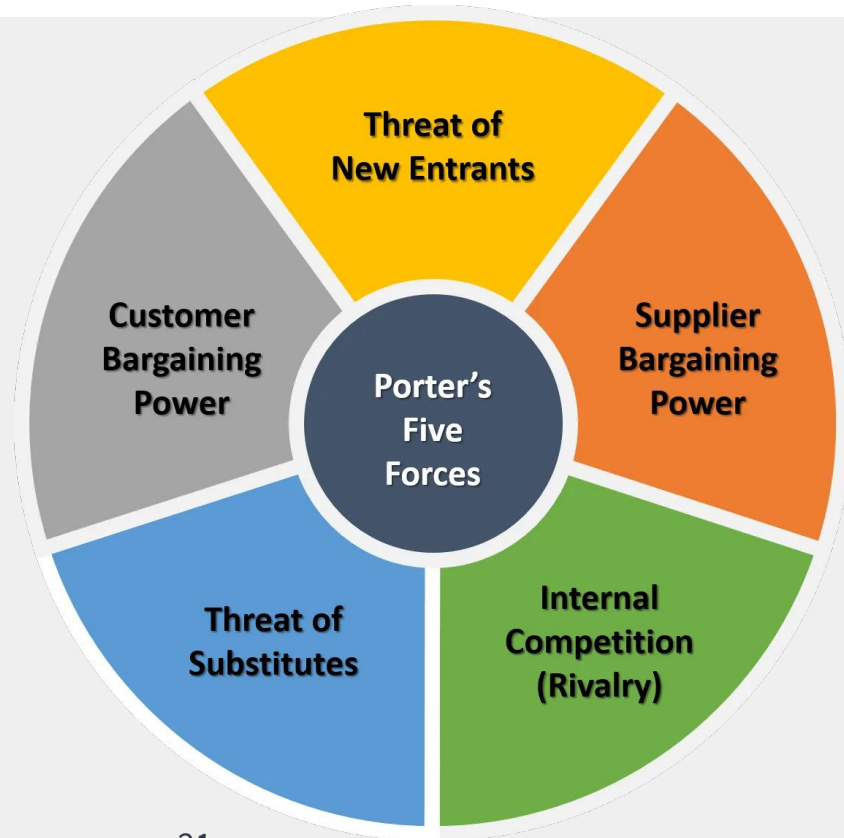 Threat of
New Entrants
Customer
Bargaining
Power
Supplier
Bargaining
Power
Porter’s
Five
Forces
Threat of
Substitutes
Internal
Competition
(Rivalry)